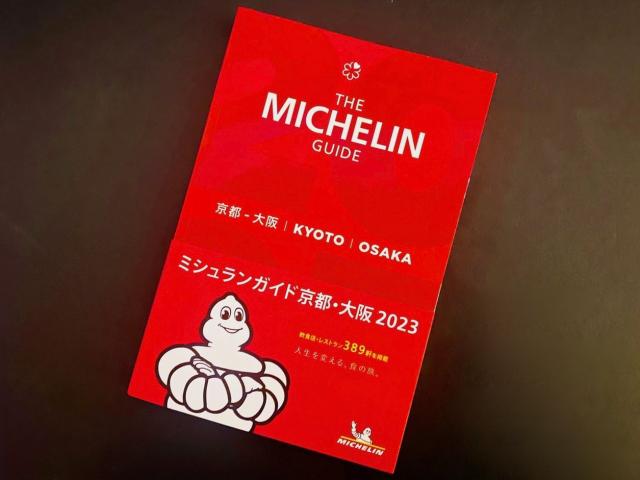 THE
MICHELIN
GUIDE
京都-大阪 | KYOTO | OSAKA
ミシュランガイド京都・大阪 2023
飲食店・レストラン389軒を掲載
人生を変える、食の旅。
MICHELIN